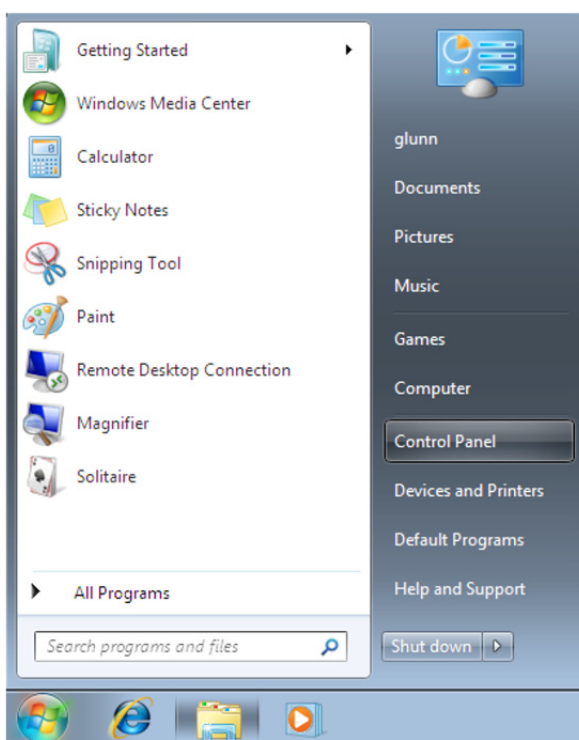 Getting Started
Windows Media Center
Calculator
Sticky Notes
Snipping Tool
Paint
Remote Desktop Connection
Magnifier
Solitaire
All Programs
Search programs and files
glunn
Documents
Pictures
Music
Games
Computer
Control Panel
Devices and Printers
Default Programs
Help and Support
Shut down